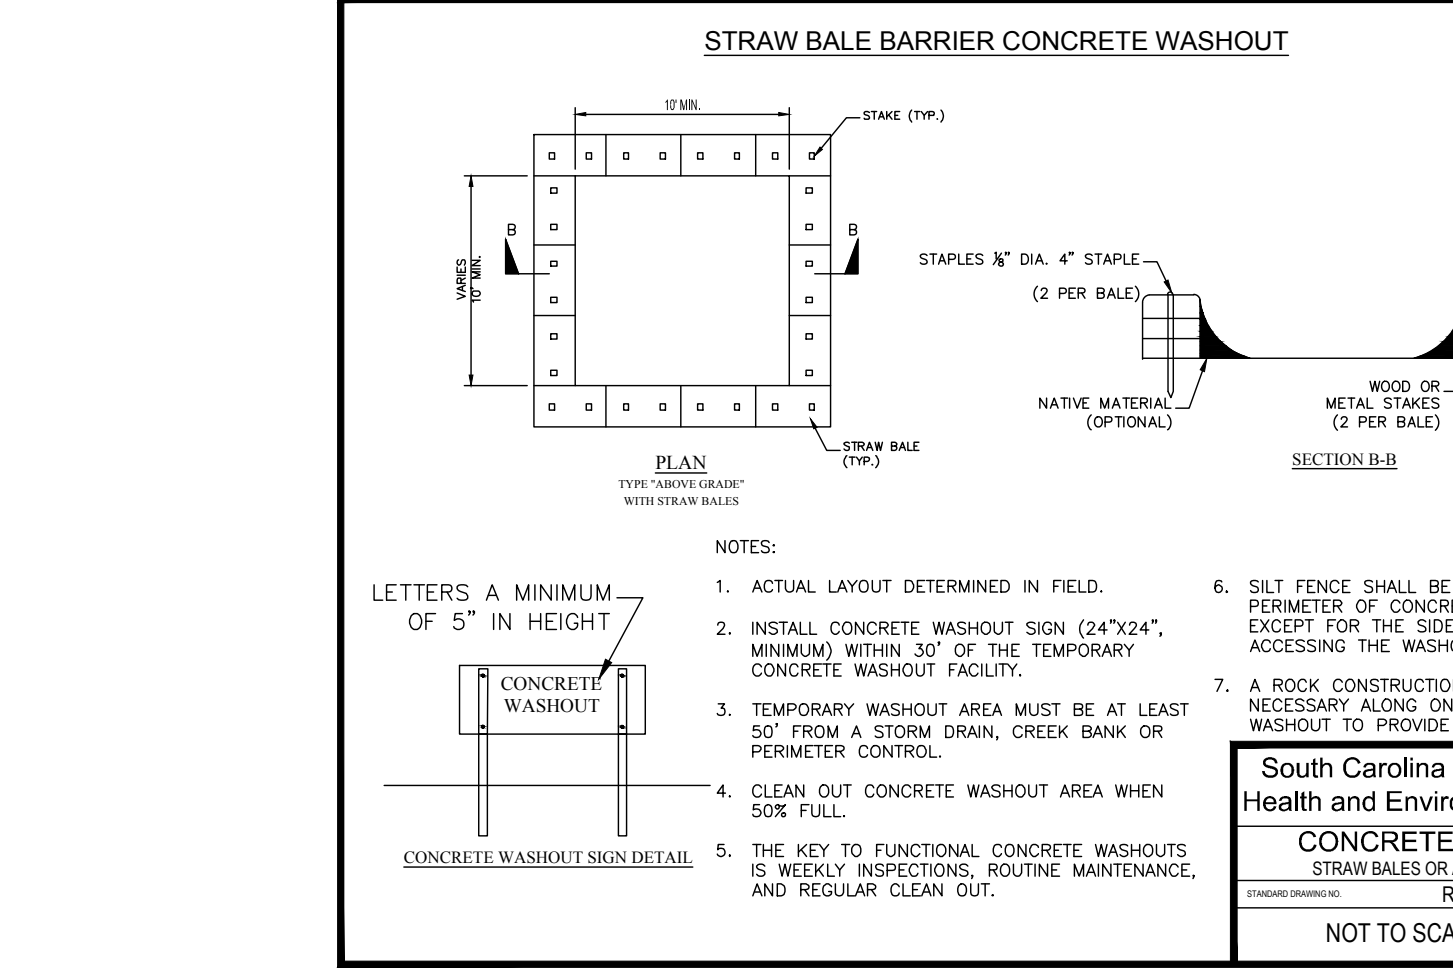 STRAW BALE BARRIER CONCRETE WASHOUT
10' MIN.
STAKE (TYP.)
B
B
VARIES
10' MIN.
STRAW BALE
(TYP.)
PLAN
TYPE "ABOVE GRADE"
WITH STRAW BALES
STAPLES ⅛" DIA. 4" STAPLE
(2 PER BALE)
NATIVE MATERIAL
(OPTIONAL)
WOOD OR
METAL STAKES
(2 PER BALE)
SECTION B-B
LETTERS A MINIMUM
OF 5" IN HEIGHT
CONCRETE
WASHOUT
CONCRETE WASHOUT SIGN DETAIL
NOTES:
1. ACTUAL LAYOUT DETERMINED IN FIELD.
2. INSTALL CONCRETE WASHOUT SIGN (24"X24",
MINIMUM) WITHIN 30' OF THE TEMPORARY
CONCRETE WASHOUT FACILITY.
3. TEMPORARY WASHOUT AREA MUST BE AT LEAST
50' FROM A STORM DRAIN, CREEK BANK OR
PERIMETER CONTROL.
4. CLEAN OUT CONCRETE WASHOUT AREA WHEN
50% FULL.
5. THE KEY TO FUNCTIONAL CONCRETE WASHOUTS
IS WEEKLY INSPECTIONS, ROUTINE MAINTENANCE,
AND REGULAR CLEAN OUT.
6. SILT FENCE SHALL BE
PERIMETER OF CONCRE
EXCEPT FOR THE SIDE
ACCESSING THE WASHO
7. A ROCK CONSTRUCTION
NECESSARY ALONG ON
WASHOUT TO PROVIDE
South Carolina
Health and Enviro
CONCRETE
STRAW BALES OR
STANDARD DRAWING NO. R
NOT TO SCA